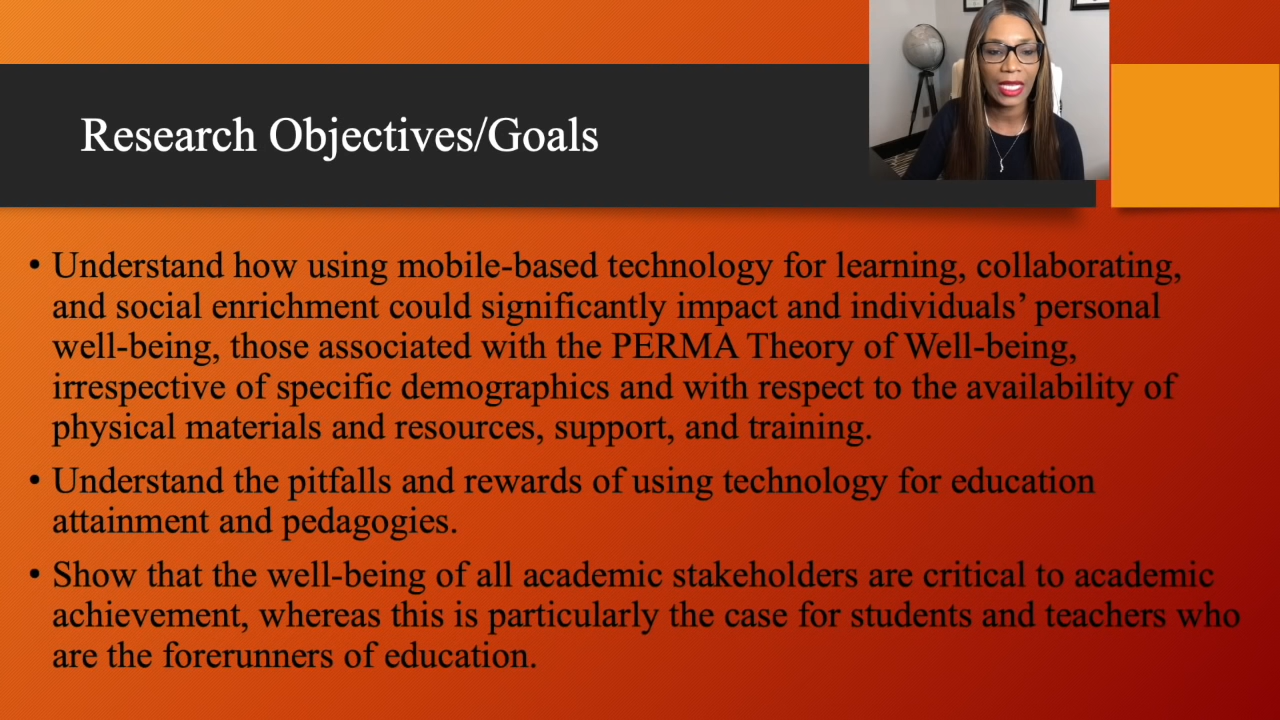 Research Objectives/Goals
• Understand how using mobile-based technology for learning, collaborating,
and social enrichment could significantly impact and individuals’ personal
well-being, those associated with the PERMA Theory of Well-being,
irrespective of specific demographics and with respect to the availability of
physical materials and resources, support, and training.
• Understand the pitfalls and rewards of using technology for education
attainment and pedagogies.
• Show that the well-being of all academic stakeholders are critical to academic
achievement, whereas this is particularly the case for students and teachers who
are the forerunners of education.